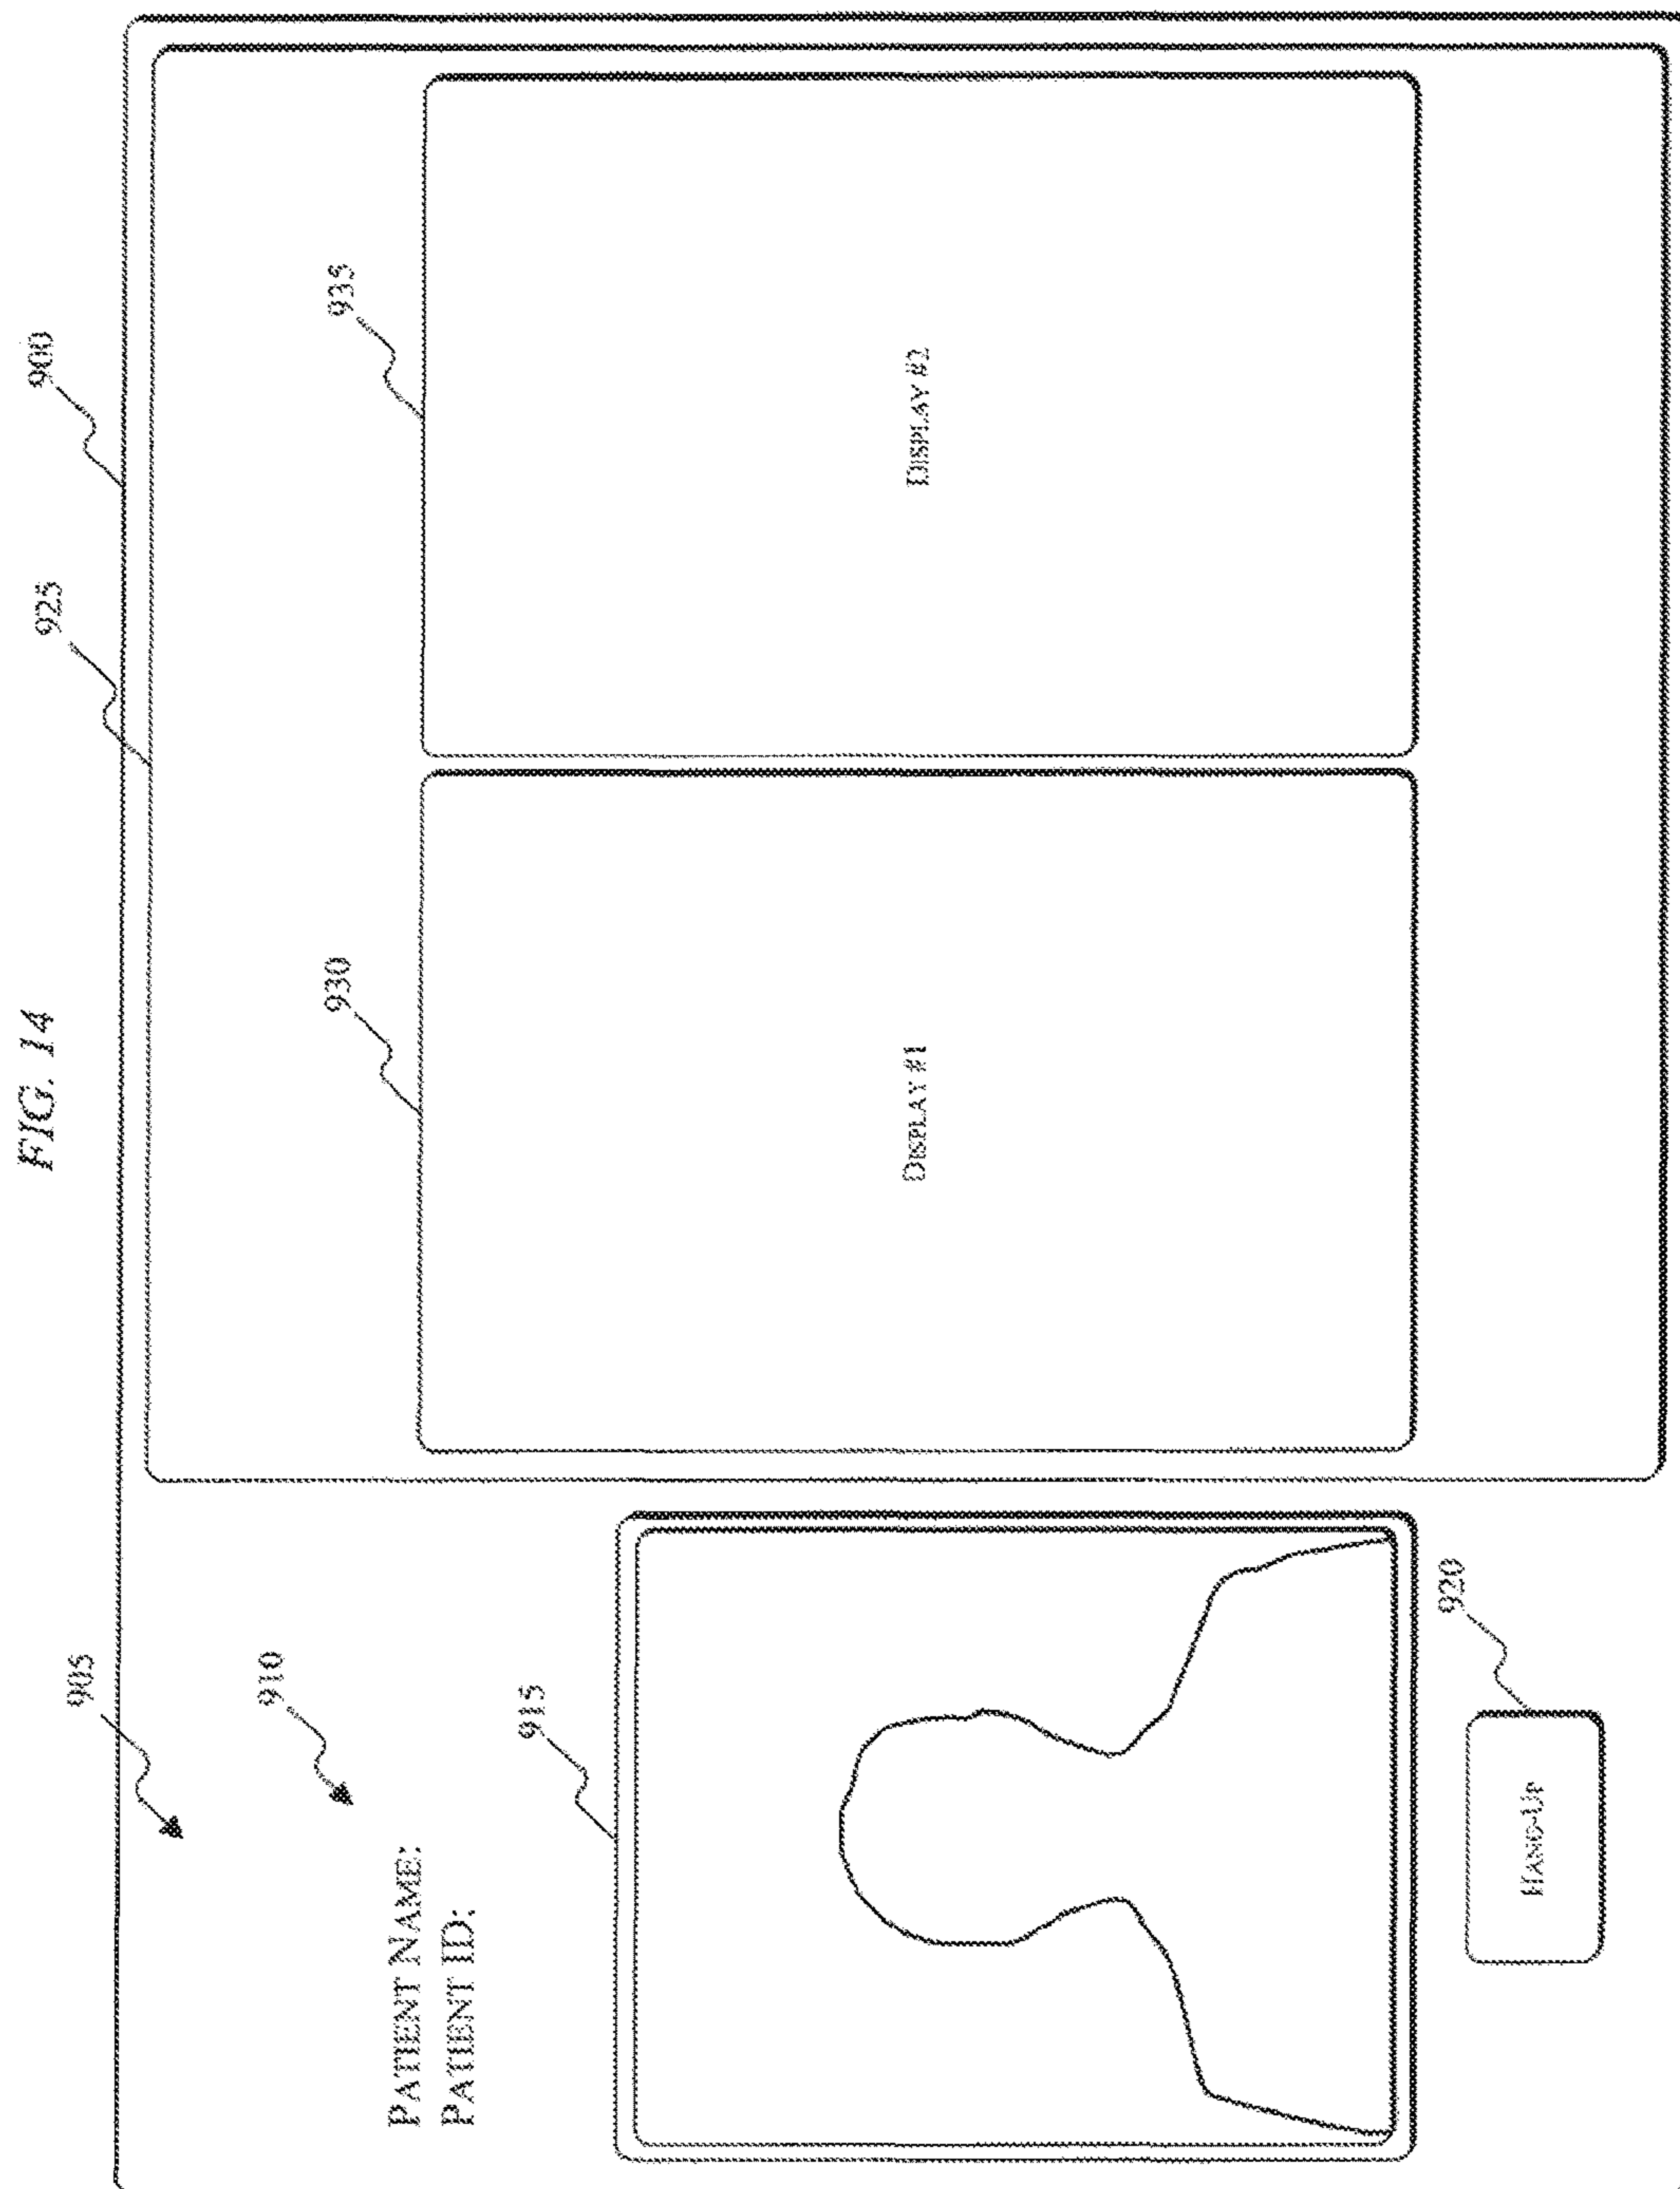 FIG. 14
905
925
900
910
PATIENT NAME:
PATIENT ID:
915
930
935
DISPLAY #1
DISPLAY #2
920
HANG-UP